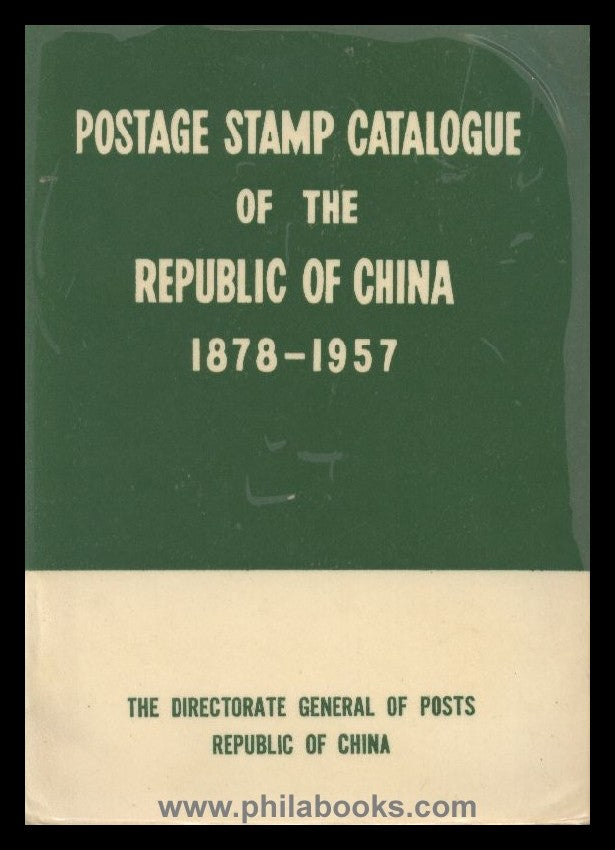 POSTAGE STAMP CATALOGUE
OF THE
REPUBLIC OF CHINA
1878-1957
THE DIRECTORATE GENERAL OF POSTS
REPUBLIC OF CHINA
www.philabooks.com